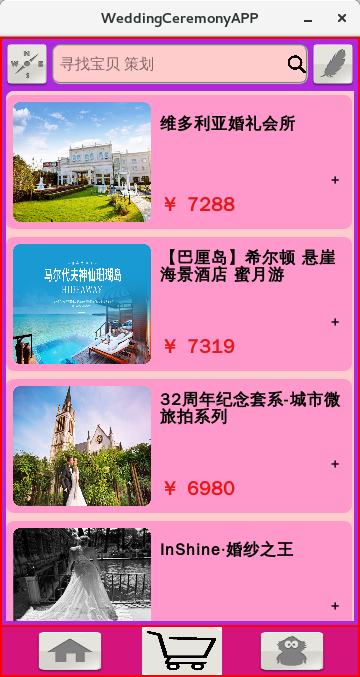 WeddingCeremonyAPP
N
W E
S
寻找宝贝 策划
维多利亚婚礼会所
+
￥ 7288
马尔代夫神仙珊瑚岛
HIDEAWAY
【巴厘岛】希尔顿 悬崖
海景酒店 蜜月游
+
￥ 7319
32周年纪念套系-城市微
旅拍系列
+
￥ 6980
InShine·婚纱之王
+